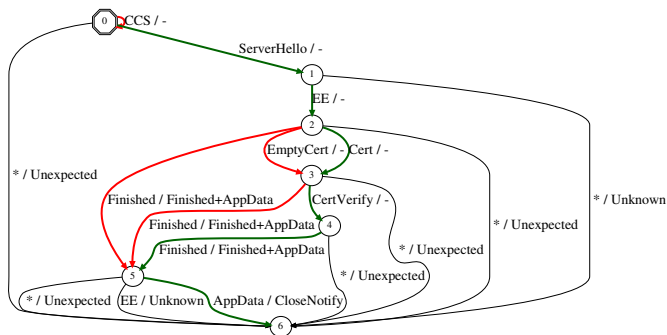 0
CCS / -
ServerHello / -
1
EE / -
2
EmptyCert / -
Cert / -
* / Unexpected
3
* / Unknown
Finished / Finished+AppData
CertVerify / -
Finished / Finished+AppData
4
* / Unexpected
Finished / Finished+AppData
* / Unexpected
5
* / Unexpected
* / Unexpected
EE / Unknown
AppData / CloseNotify
6